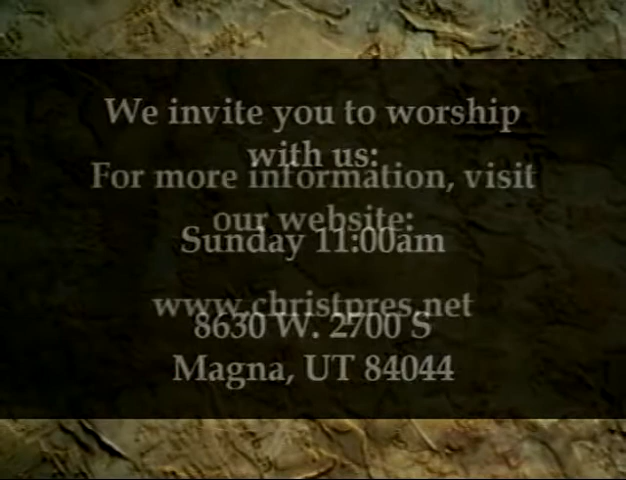 We invite you to worship
with us:
For more information, visit
our website:
Sunday 11:00am
www.christpres.net
8630 W. 2700 S
Magna, UT 84044